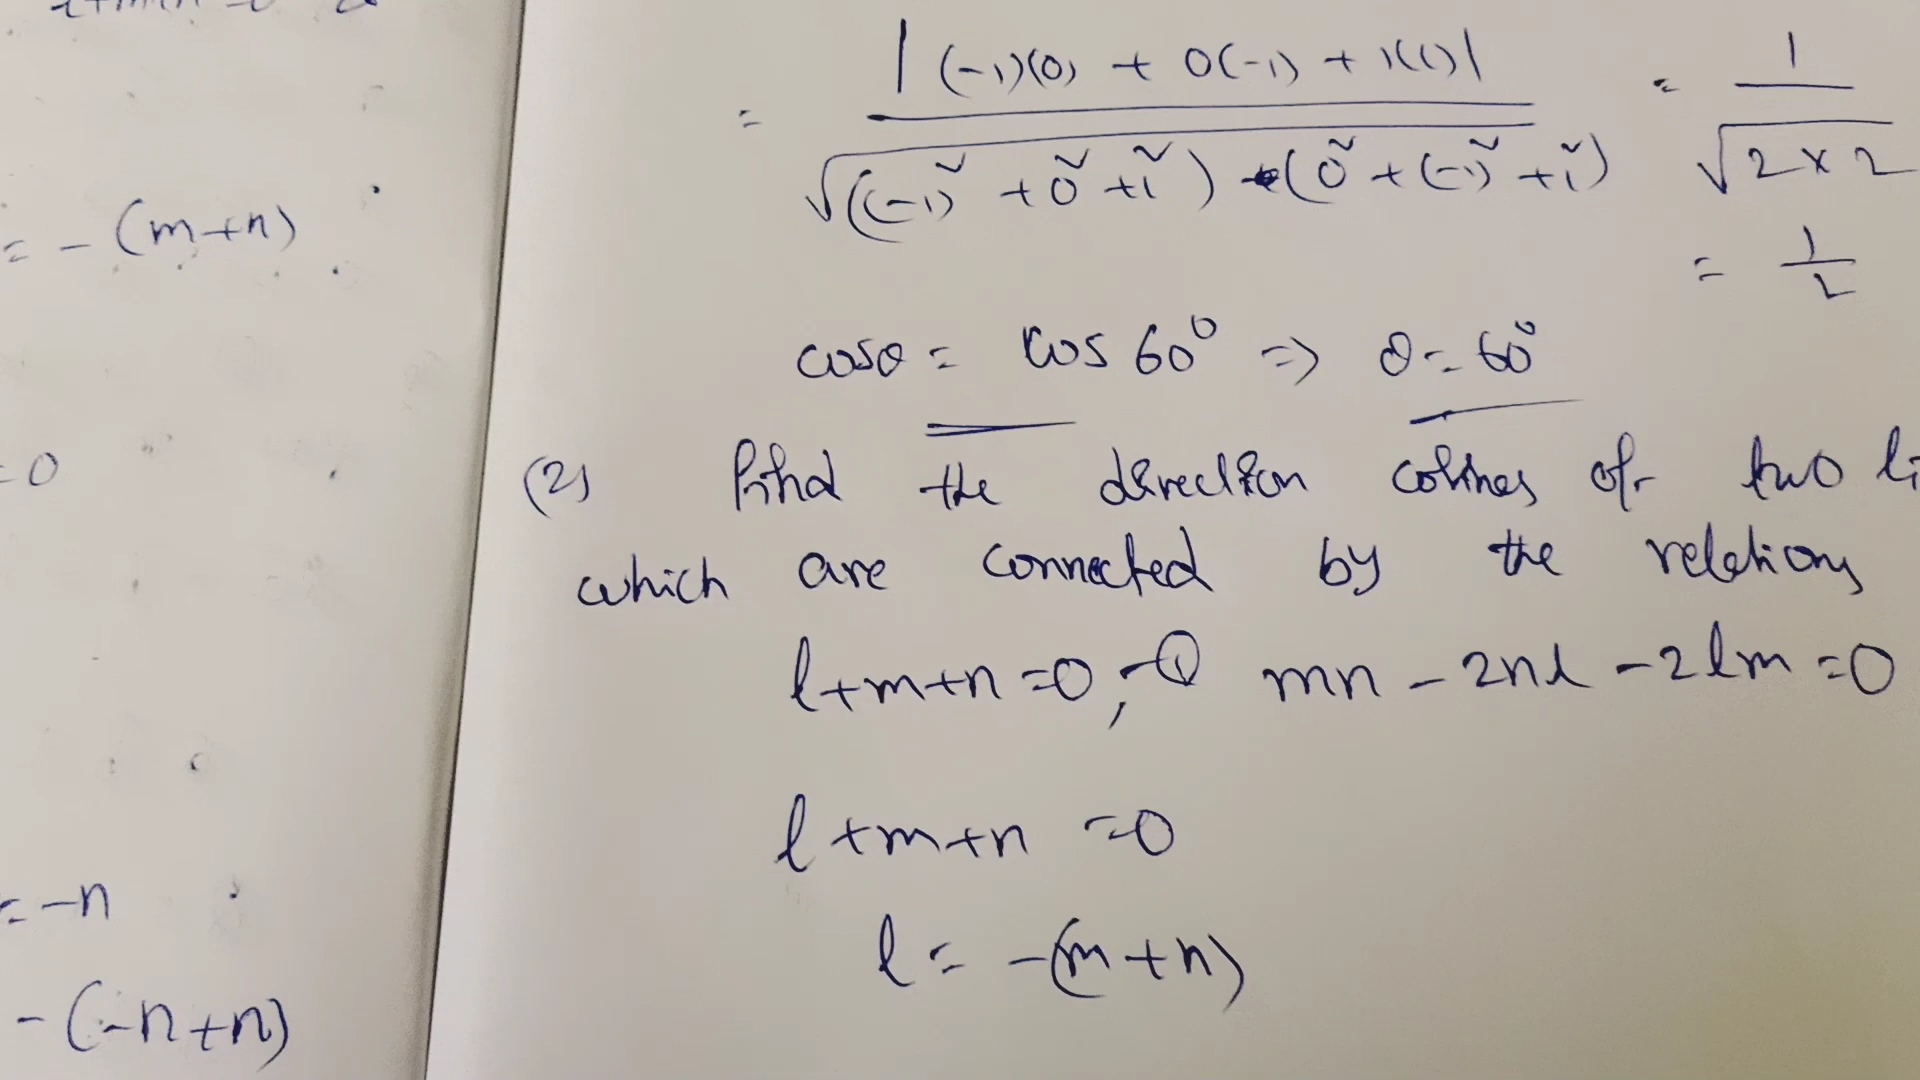 = -(m+n)
=0
=-n
-(-n+n)
= |(-1)(0) + 0(-1) + 1(1)| / √((-1)² + 0² + 1²) (0² + (-1)² + 1²) = 1 / √2×2
= 1/2
cosθ = cos 60° => θ = 60°
(2) Find the direction cosines of two li
which are connected by the relations
l+m+n=0, -① mn - 2nl - 2lm = 0
l+m+n =0
l = -(m+n)